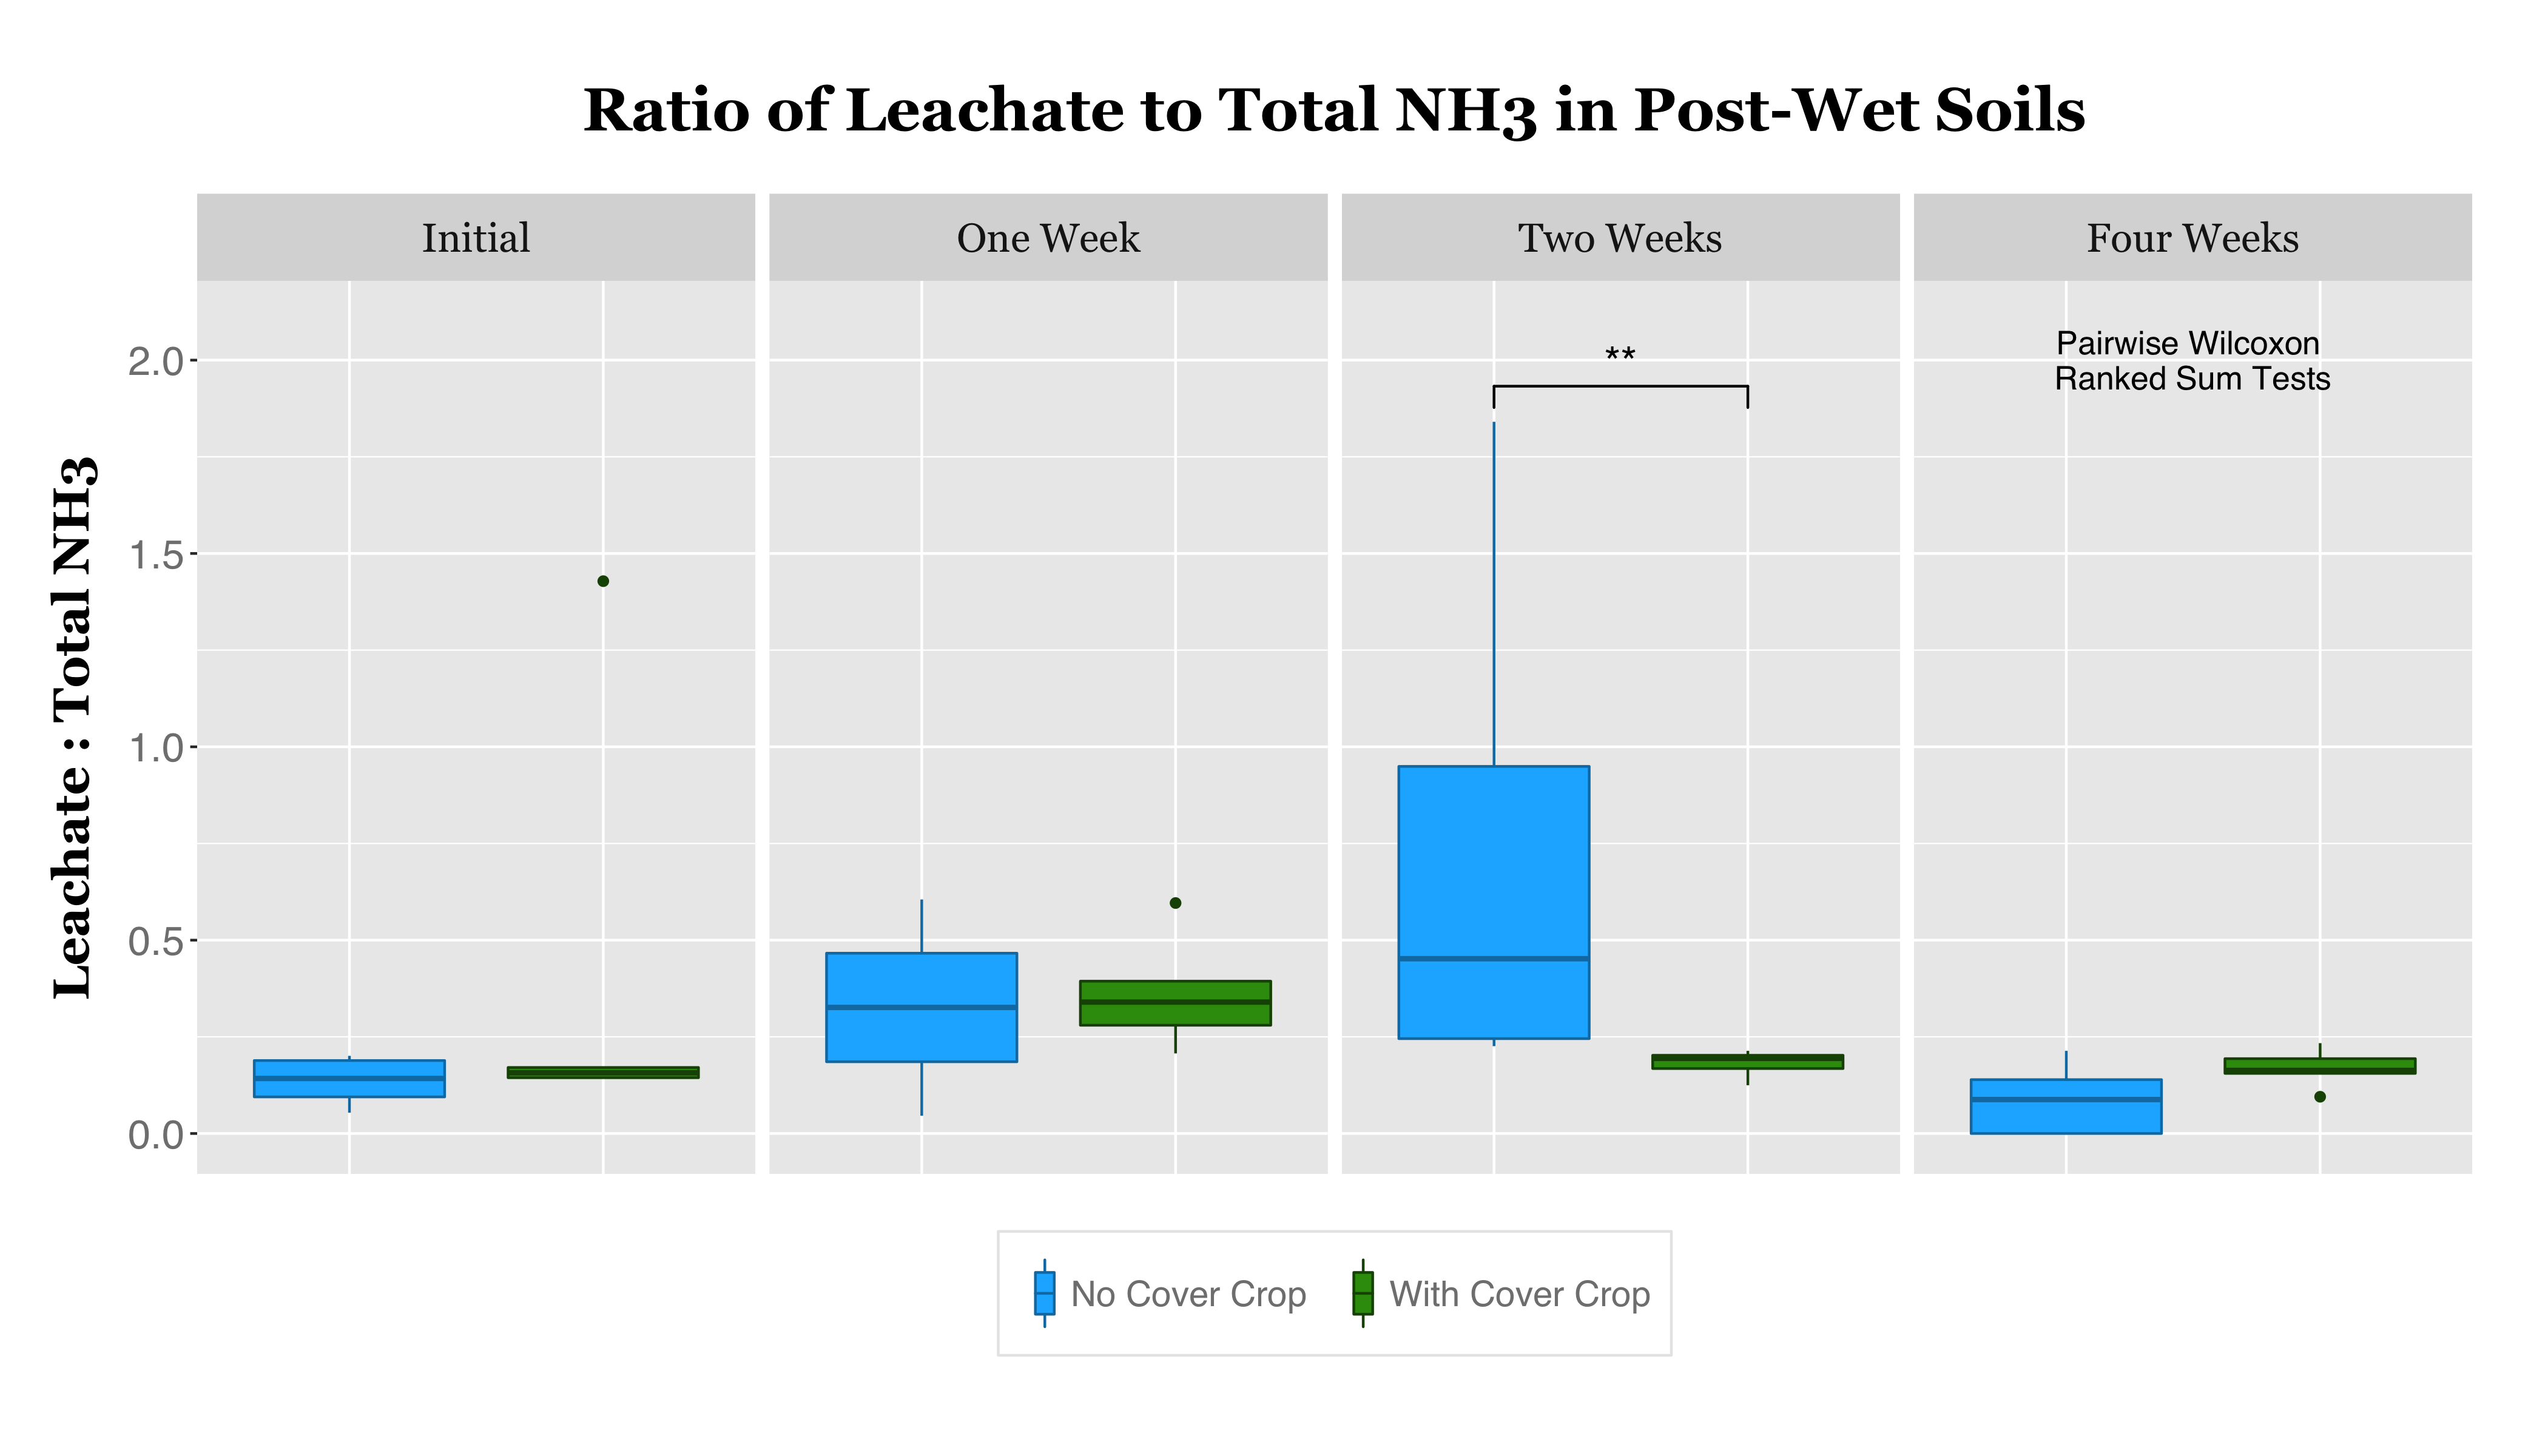 Ratio of Leachate to Total NH3 in Post-Wet Soils
Initial
One Week
Two Weeks
Four Weeks
Leachate : Total NH3
2.0
1.5
1.0
0.5
0.0
**
Pairwise Wilcoxon
Ranked Sum Tests
No Cover Crop
With Cover Crop